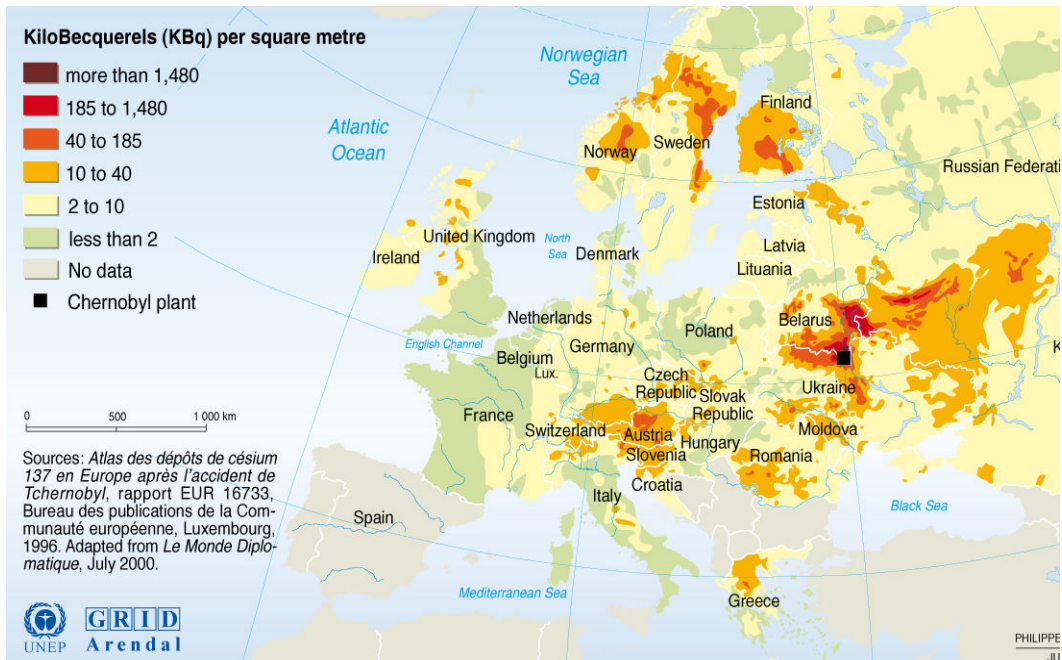 KiloBecquerels (KBq) per square metre
more than 1,480
185 to 1,480
40 to 185
10 to 40
2 to 10
less than 2
No data
Chernobyl plant
Norwegian
Sea
Atlantic
Ocean
Finland
Sweden
Norway
Russian Federati
Estonia
United Kingdom
North
Sea
Ireland
Denmark
Latvia
Lituania
Belarus
Netherlands
Poland
English Channel
Germany
Belgium
Lux.
K
Czech
Republic
Ukraine
Slovak
Republic
France
Switzerland
Austria
Moldova
Hungary
Slovenia
Romania
Croatia
Italy
Spain
Black Sea
Mediterranean Sea
Greece
0 500 1 000 km
Sources: Atlas des dépôts de césium
137 en Europe après l'accident de
Tchernobyl, rapport EUR 16733,
Bureau des publications de la Com-
munauté européenne, Luxembourg,
1996. Adapted from Le Monde Diplo-
matique, July 2000.
UNEP
GRID
Arendal
PHILIPPE
JU